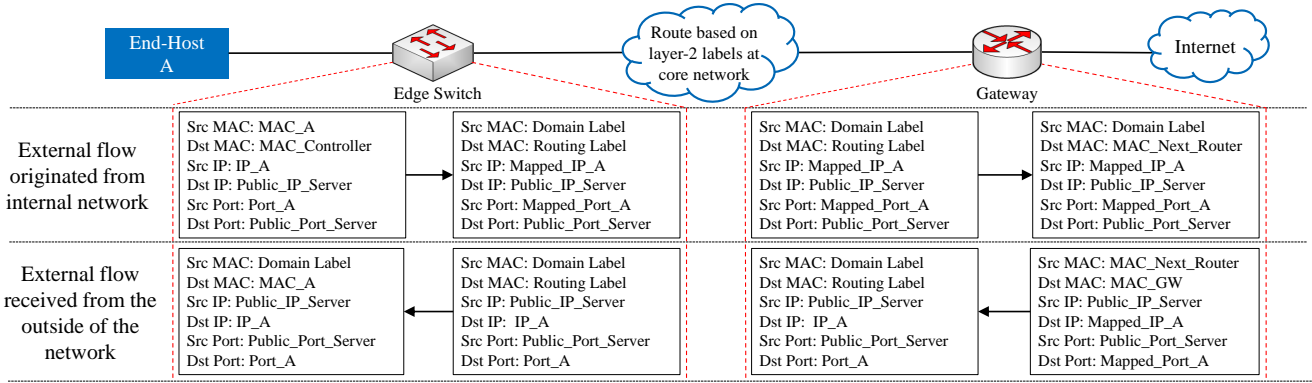 End-Host
A
Edge Switch
Route based on
layer-2 labels at
core network
Gateway
Internet
External flow
originated from
internal network
Src MAC: MAC_A
Dst MAC: MAC_Controller
Src IP: IP_A
Dst IP: Public_IP_Server
Src Port: Port_A
Dst Port: Public_Port_Server
Src MAC: Domain Label
Dst MAC: Routing Label
Src IP: Mapped_IP_A
Dst IP: Public_IP_Server
Src Port: Mapped_Port_A
Dst Port: Public_Port_Server
Src MAC: Domain Label
Dst MAC: Routing Label
Src IP: Mapped_IP_A
Dst IP: Public_IP_Server
Src Port: Mapped_Port_A
Dst Port: Public_Port_Server
Src MAC: Domain Label
Dst MAC: MAC_Next_Router
Src IP: Mapped_IP_A
Dst IP: Public_IP_Server
Src Port: Mapped_Port_A
Dst Port: Public_Port_Server
External flow
received from the
outside of the
network
Src MAC: Domain Label
Dst MAC: MAC_A
Src IP: Public_IP_Server
Dst IP: IP_A
Src Port: Public_Port_Server
Dst Port: Port_A
Src MAC: Domain Label
Dst MAC: Routing Label
Src IP: Public_IP_Server
Dst IP: IP_A
Src Port: Public_Port_Server
Dst Port: Port_A
Src MAC: Domain Label
Dst MAC: Routing Label
Src IP: Public_IP_Server
Dst IP: IP_A
Src Port: Public_Port_Server
Dst Port: Port_A
Src MAC: MAC_Next_Router
Dst MAC: MAC_GW
Src IP: Public_IP_Server
Dst IP: Mapped_IP_A
Src Port: Public_Port_Server
Dst Port: Mapped_Port_A